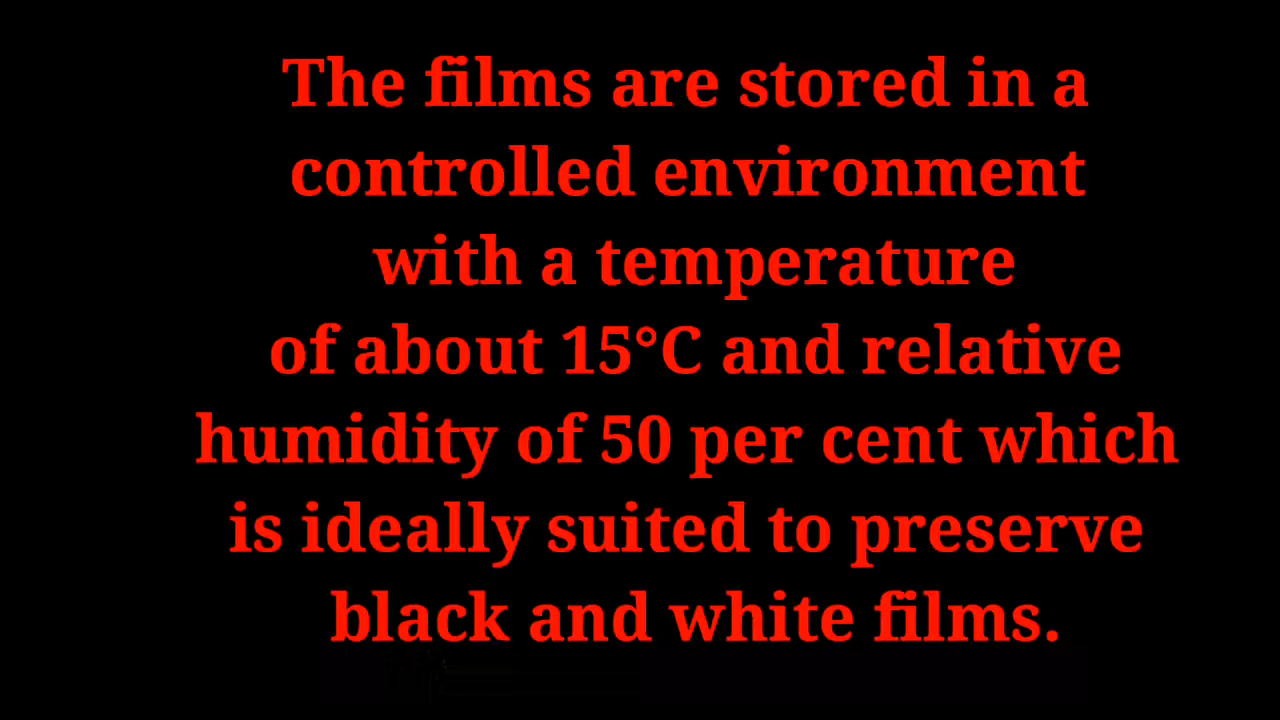 The films are stored in a
controlled environment
with a temperature
of about 15°C and relative
humidity of 50 per cent which
is ideally suited to preserve
black and white films.